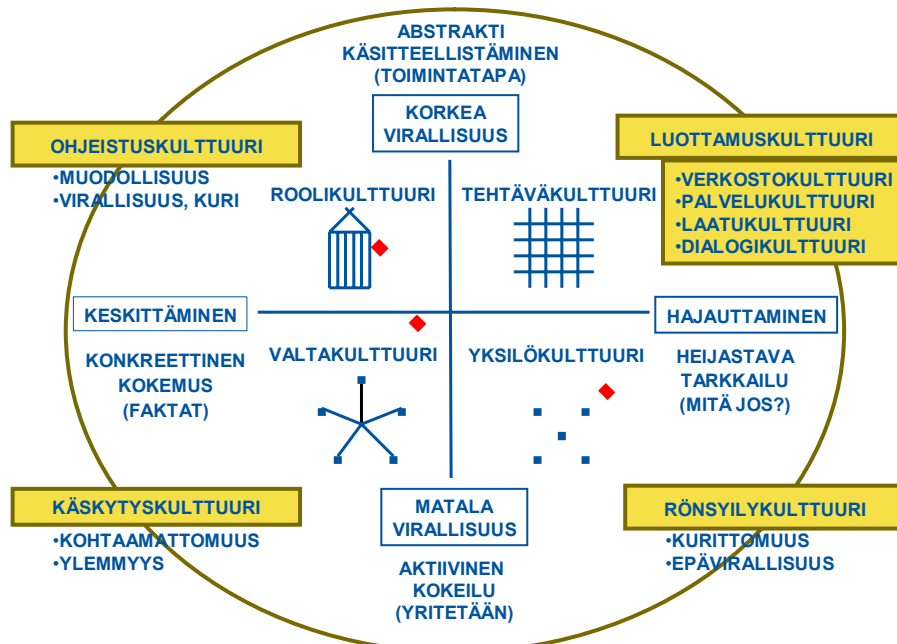 ABSTRAKTI
KÄSITTEELLISTÄMINEN
(TOIMINTATAPA)
KORKEA
VIRALLISUUS
OHJEISTUSKULTTUURI
•MUODOLLISUUS
•VIRALLISUUS, KURI
LUOTTAMUSKULTTUURI
•VERKOSTOKULTTUURI
•PALVELUKULTTUURI
•LAATUKULTTUURI
•DIALOGIKULTTUURI
ROOLIKULTTUURI
TEHTÄVÄKULTTUURI
KESKITTÄMINEN
HAJAUTTAMINEN
KONKREETTINEN
KOKEMUS
(FAKTAT)
VALTAKULTTUURI
YKSILÖKULTTUURI
HEIJASTAVA
TARKKAILU
(MITÄ JOS?)
KÄSKYTYSKULTTUURI
•KOHTAAMATTOMUUS
•YLEMMYYS
MATALA
VIRALLISUUS
AKTIIVINEN
KOKEILU
(YRITETÄÄN)
RÖNSYILYKULTTUURI
•KURITTOMUUS
•EPÄVIRALLISUUS